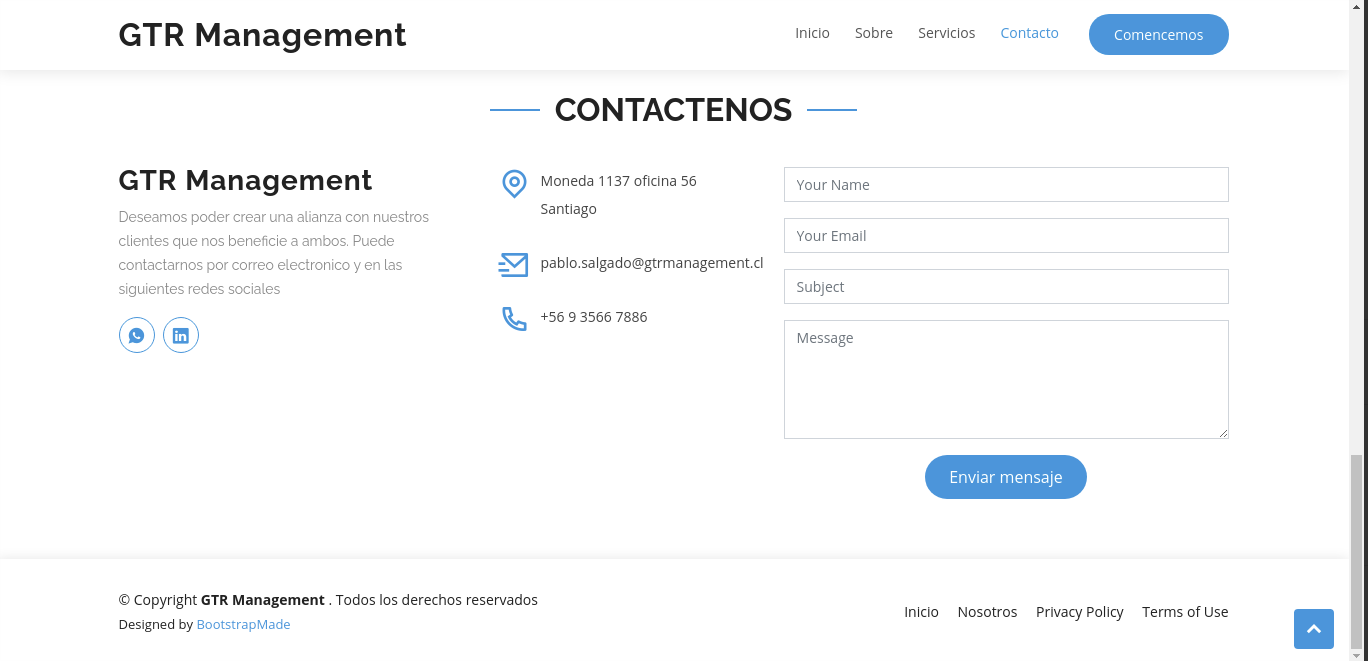 GTR Management
Inicio Sobre Servicios Contacto Comencemos
CONTACTENOS
GTR Management
Deseamos poder crear una alianza con nuestros
clientes que nos beneficie a ambos. Puede
contactarnos por correo electronico y en las
siguientes redes sociales
in
Moneda 1137 oficina 56
Santiago
pablo.salgado@gtrmanagement.cl
+56 9 3566 7886
Your Name
Your Email
Subject
Message
Enviar mensaje
© Copyright GTR Management . Todos los derechos reservados
Designed by BootstrapMade
Inicio Nosotros Privacy Policy Terms of Use